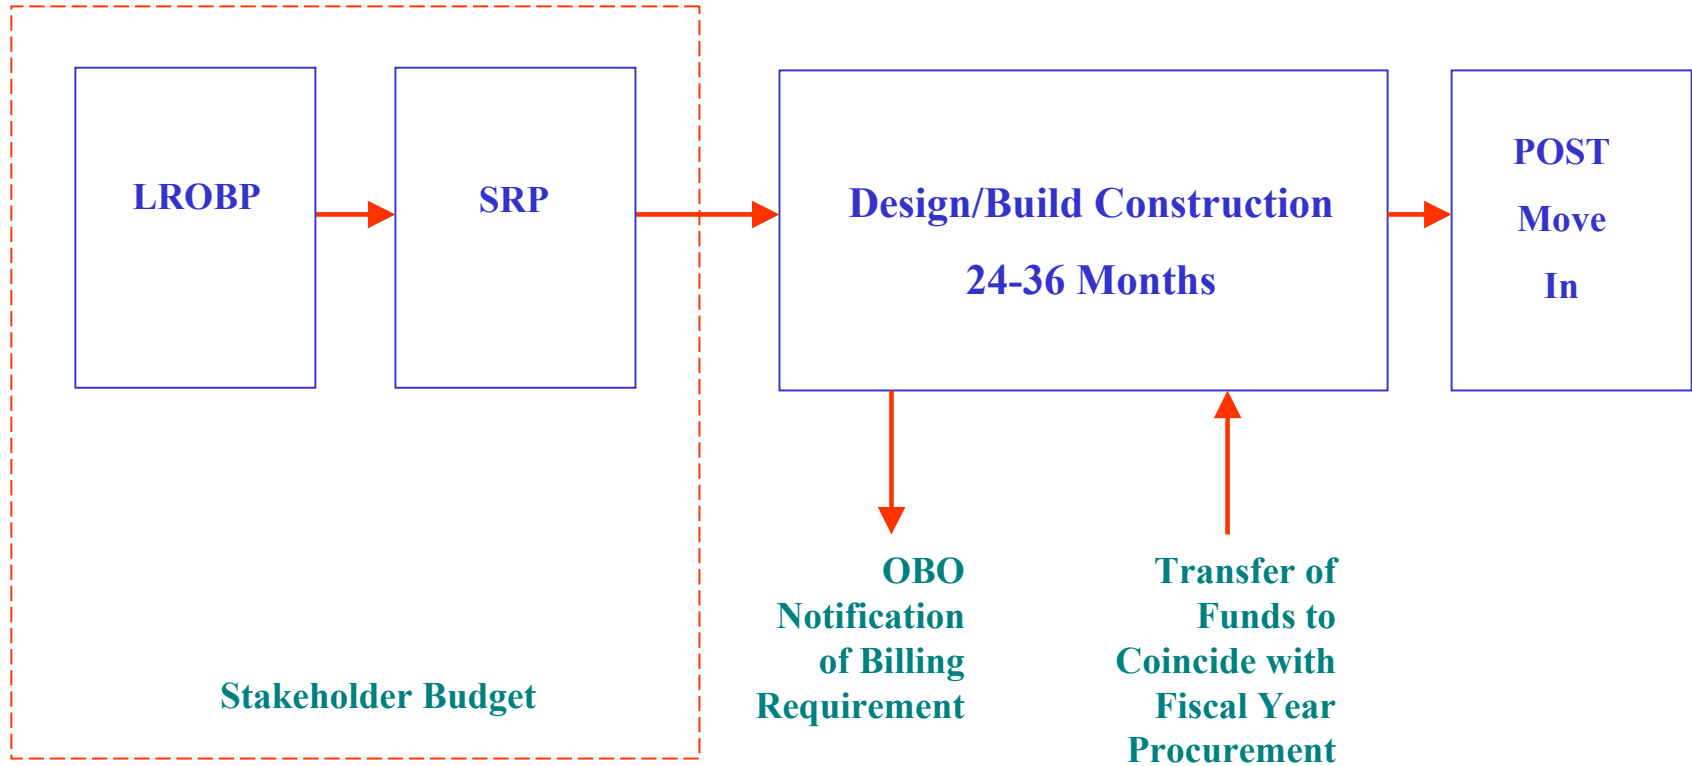 LROBP
SRP
Design/Build Construction
24-36 Months
POST
Move
In
OBO
Notification
of Billing
Requirement
Transfer of
Funds to
Coincide with
Fiscal Year
Procurement
Stakeholder Budget